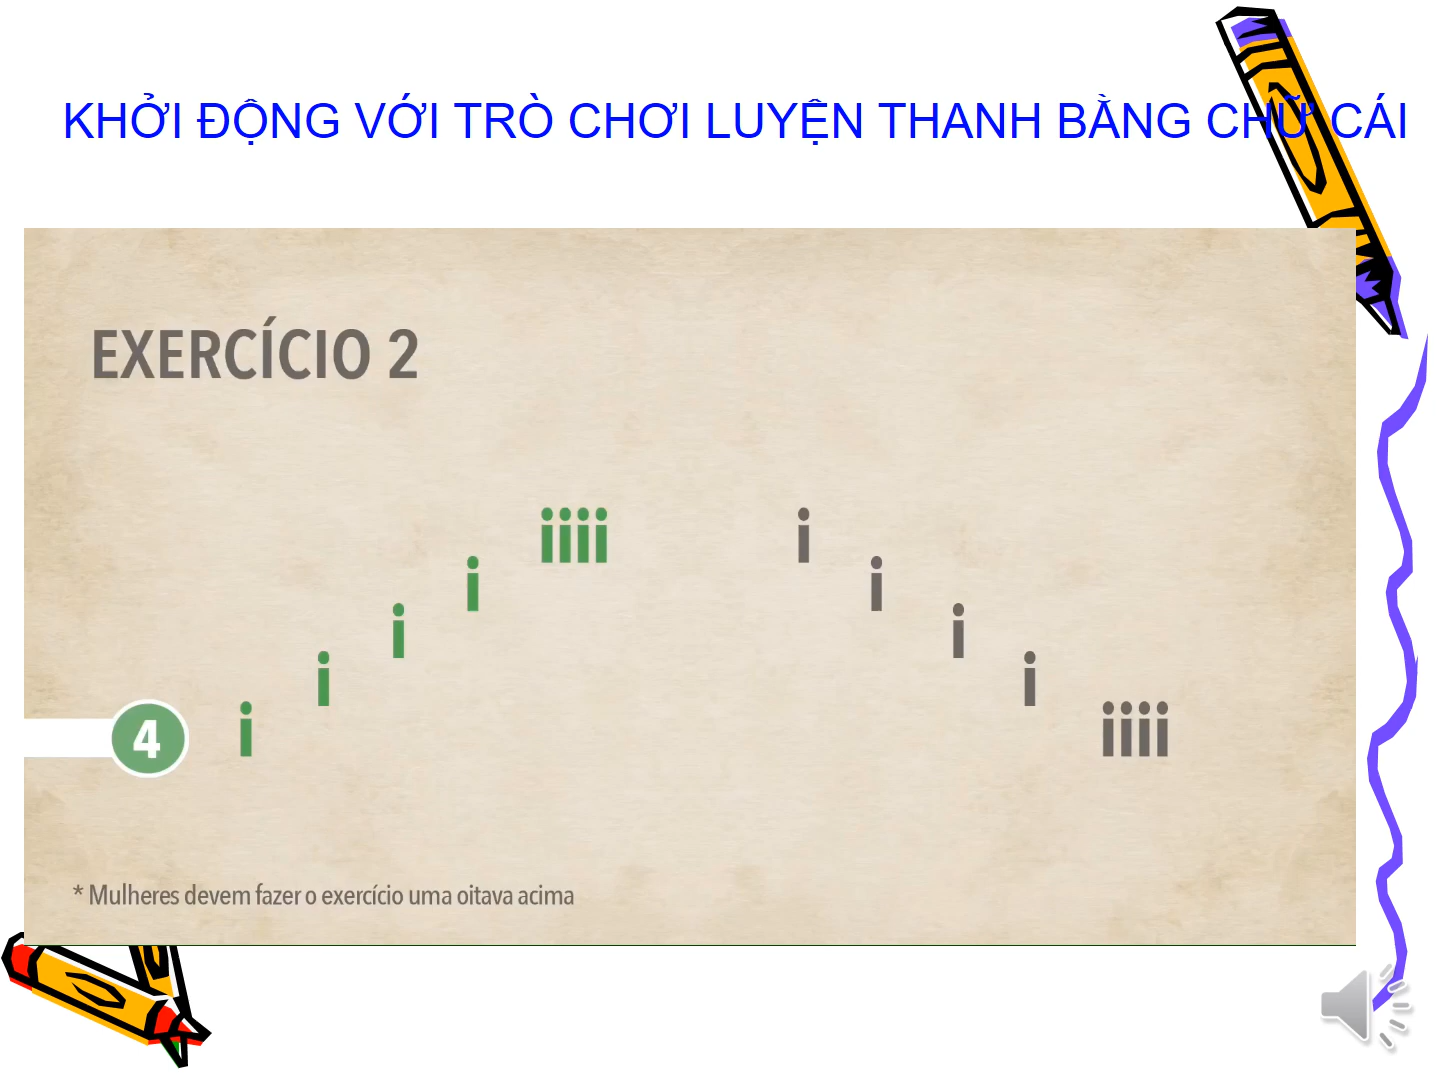 KHỞI ĐỘNG VỚI TRÒ CHƠI LUYỆN THANH BẰNG CHỮ CÁI
EXERCÍCIO 2
4 i i i i iiii i i i i iiii
* Mulheres devem fazer o exercício uma oitava acima